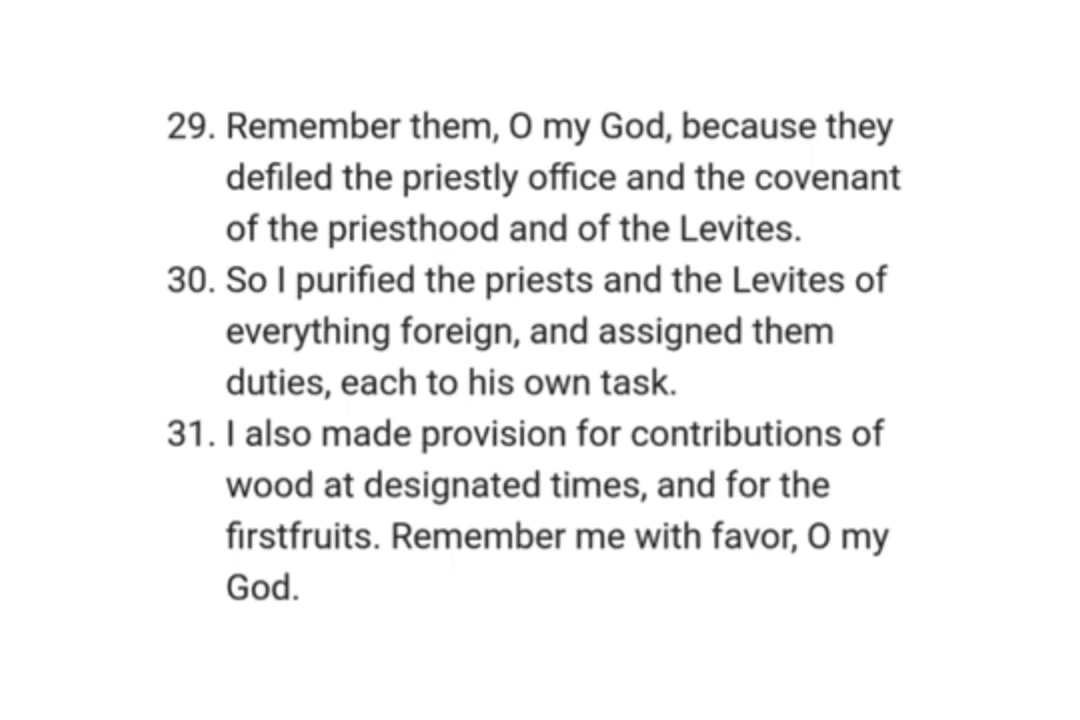 29. Remember them, O my God, because they
defiled the priestly office and the covenant
of the priesthood and of the Levites.
30. So I purified the priests and the Levites of
everything foreign, and assigned them
duties, each to his own task.
31. I also made provision for contributions of
wood at designated times, and for the
firstfruits. Remember me with favor, O my
God.